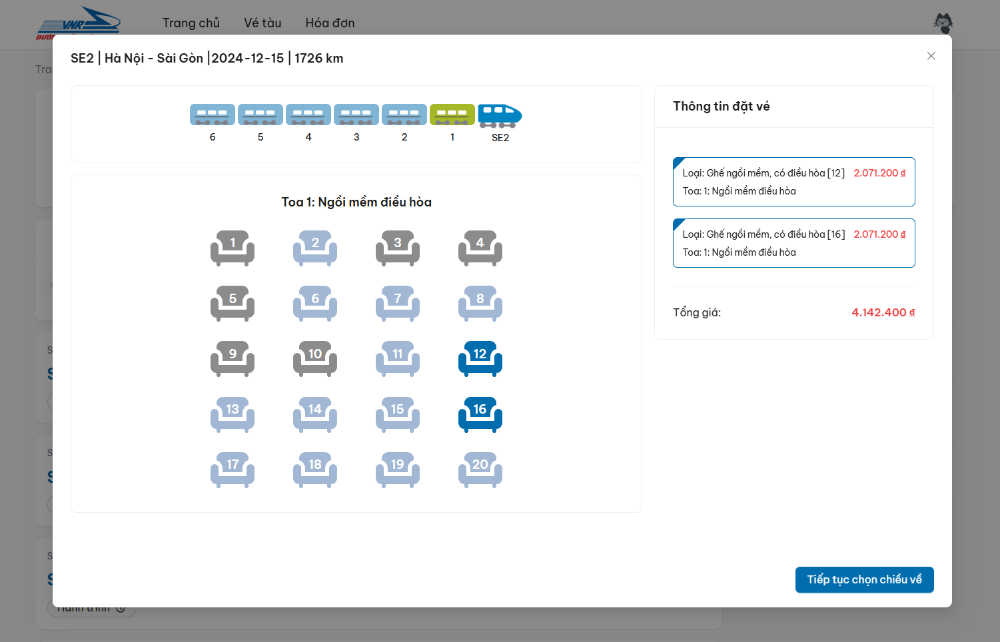 VNR
Trang chủ
Vé tàu
Hóa đơn
SE2 | Hà Nội - Sài Gòn |2024-12-15 | 1726 km
6
5
4
3
2
1
SE2
Toa 1: Ngồi mềm điều hòa
1
2
3
4
5
6
7
8
9
10
11
12
13
14
15
16
17
18
19
20
Thông tin đặt vé
Loại: Ghế ngồi mềm, có điều hòa [12] 2.071.200 ₫
Toa: 1: Ngồi mềm điều hòa
Loại: Ghế ngồi mềm, có điều hòa [16] 2.071.200 ₫
Toa: 1: Ngồi mềm điều hòa
Tổng giá: 4.142.400 ₫
Tiếp tục chọn chiều về
Hành trình